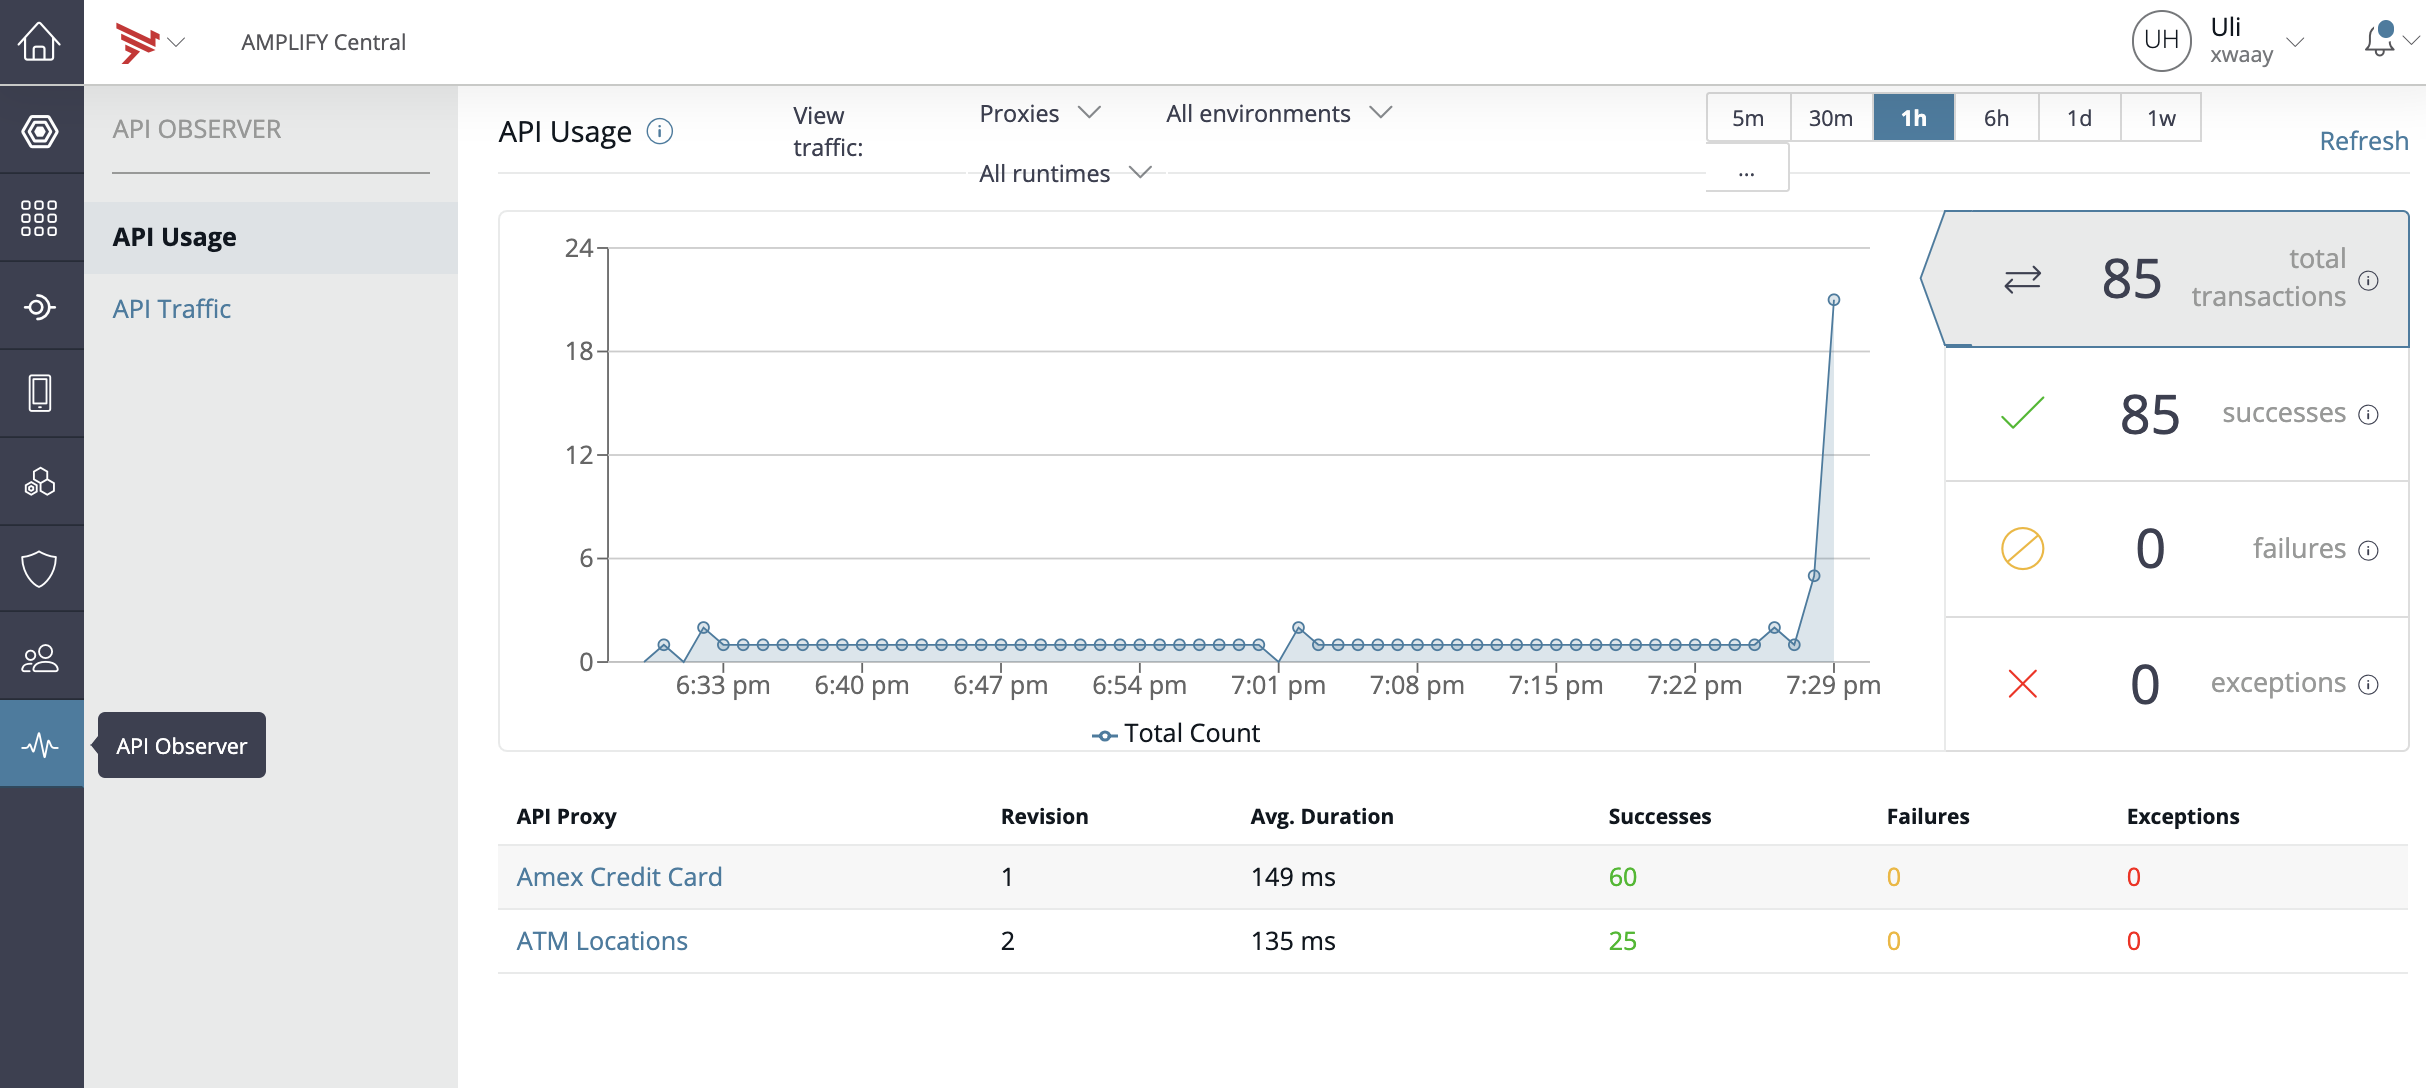 AMPLIFY Central
UH
Uli
xwaay
API OBSERVER
API Usage
API Traffic
API Observer
API Usage
View
traffic:
Proxies
All environments
All runtimes
5m
30m
1h
6h
1d
1w
...
Refresh
24
18
12
6
0
6:33 pm
6:40 pm
6:47 pm
6:54 pm
7:01 pm
7:08 pm
7:15 pm
7:22 pm
7:29 pm
Total Count
85
total
transactions
85 successes
0 failures
0 exceptions
API Proxy Revision Avg. Duration Successes Failures Exceptions
Amex Credit Card 1 149 ms 60 0 0
ATM Locations 2 135 ms 25 0 0